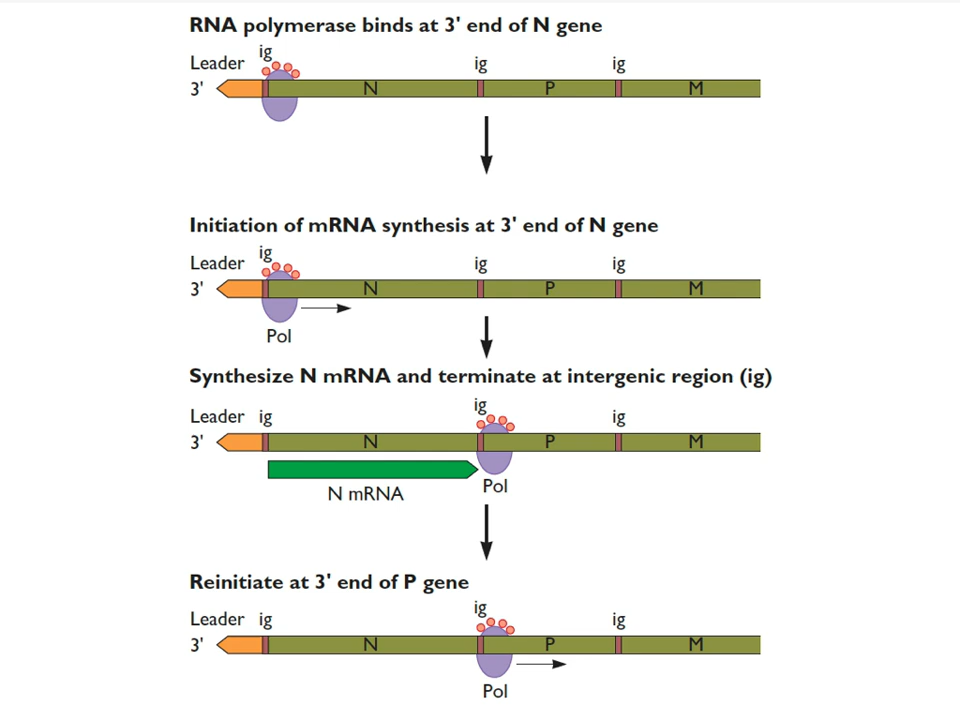 RNA polymerase binds at 3' end of N gene
ig
Leader ig ig
3' N P M
Initiation of mRNA synthesis at 3' end of N gene
ig
Leader ig ig
3' N P M
Pol
Synthesize N mRNA and terminate at intergenic region (ig)
ig
Leader ig ig
3' N P M
N mRNA Pol
Reinitiate at 3' end of P gene
ig
Leader ig ig
3' N P M
Pol